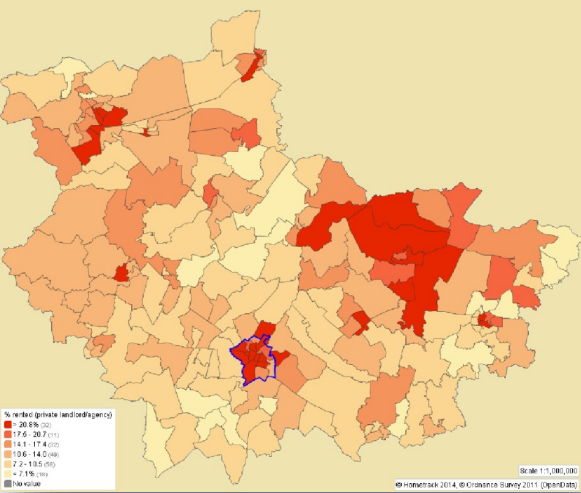 % rented (private landlord/agency)
> 20.8% (32)
17.6 - 20.7 (11)
14.1 - 17.4 (22)
10.6 - 14.0 (49)
7.2 - 10.5 (58)
< 7.1% (18)
No value
Scale 1:1,000,000
© Hometrack 2014, © Ordnance Survey 2011 (OpenData)